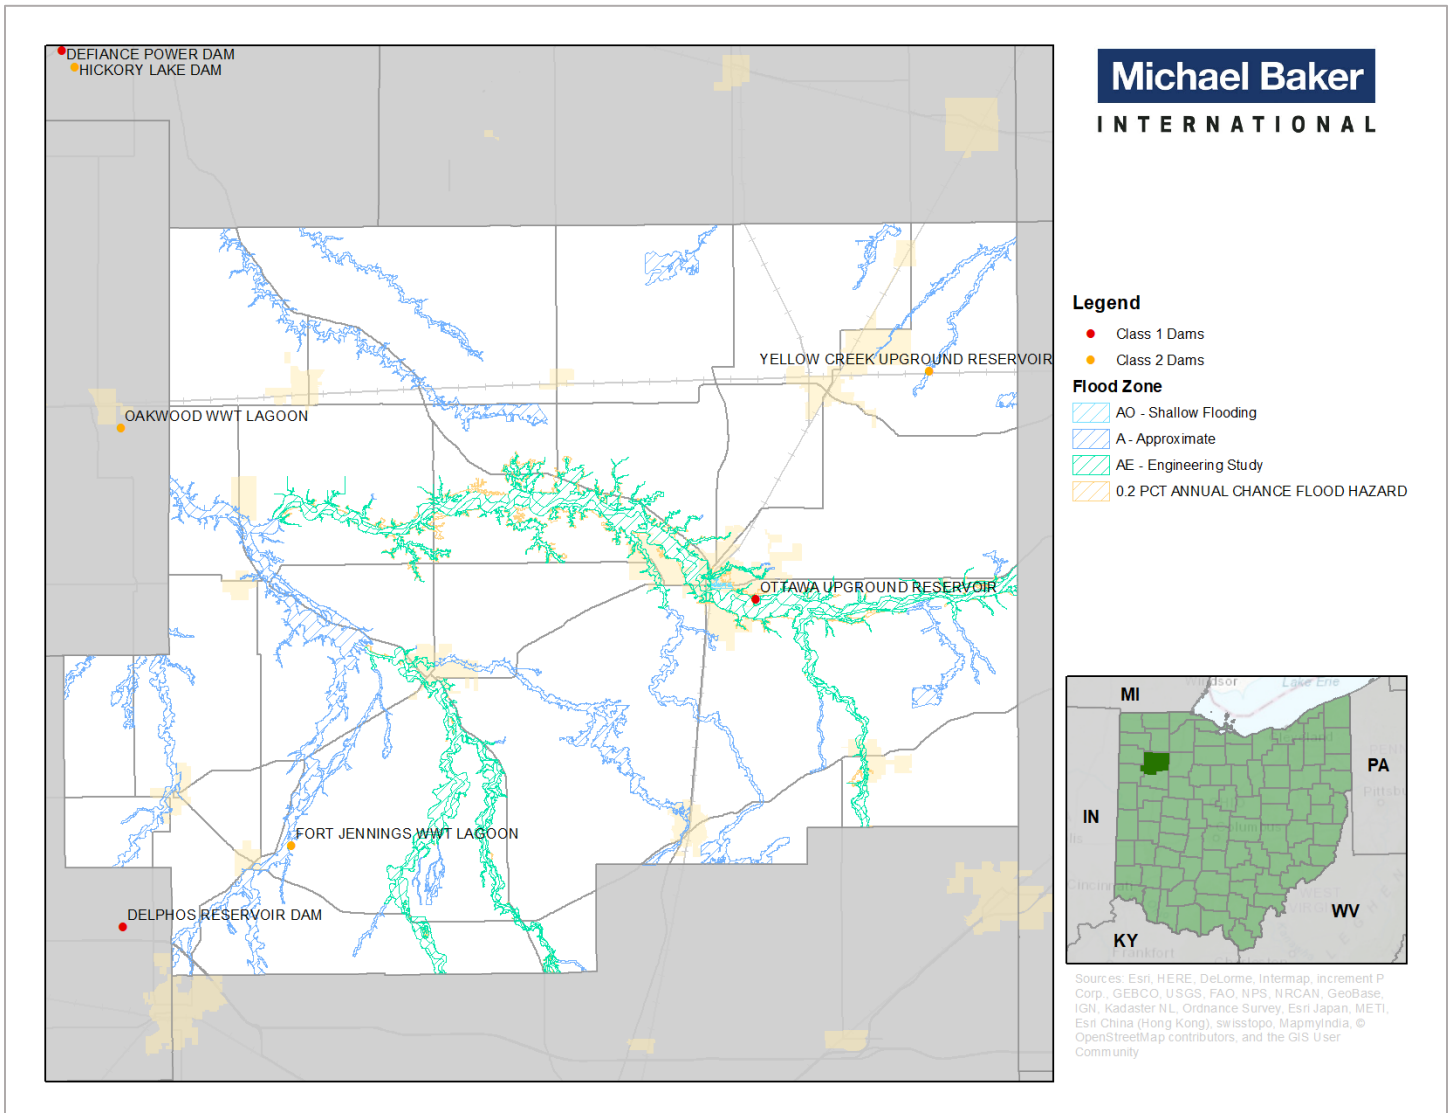 DEFIANCE POWER DAM
HICKORY LAKE DAM
YELLOW CREEK UPGROUND RESERVOIR
OAKWOOD WWT LAGOON
OTTAWA UPGROUND RESERVOIR
FORT JENNINGS WWT LAGOON
DELPHOS RESERVOIR DAM
Michael Baker
INTERNATIONAL
Legend
Class 1 Dams
Class 2 Dams
Flood Zone
AO - Shallow Flooding
A - Approximate
AE - Engineering Study
0.2 PCT ANNUAL CHANCE FLOOD HAZARD
MI
Lake Erie
PA
IN
WV
KY
Sources: Esri, HERE, DeLorme, Intermap, increment P
Corp., GEBCO, USGS, FAO, NPS, NRCAN, GeoBase,
IGN, Kadaster NL, Ordnance Survey, Esri Japan, METI,
Esri China (Hong Kong), swisstopo, MapmyIndia, ©
OpenStreetMap contributors, and the GIS User
Community